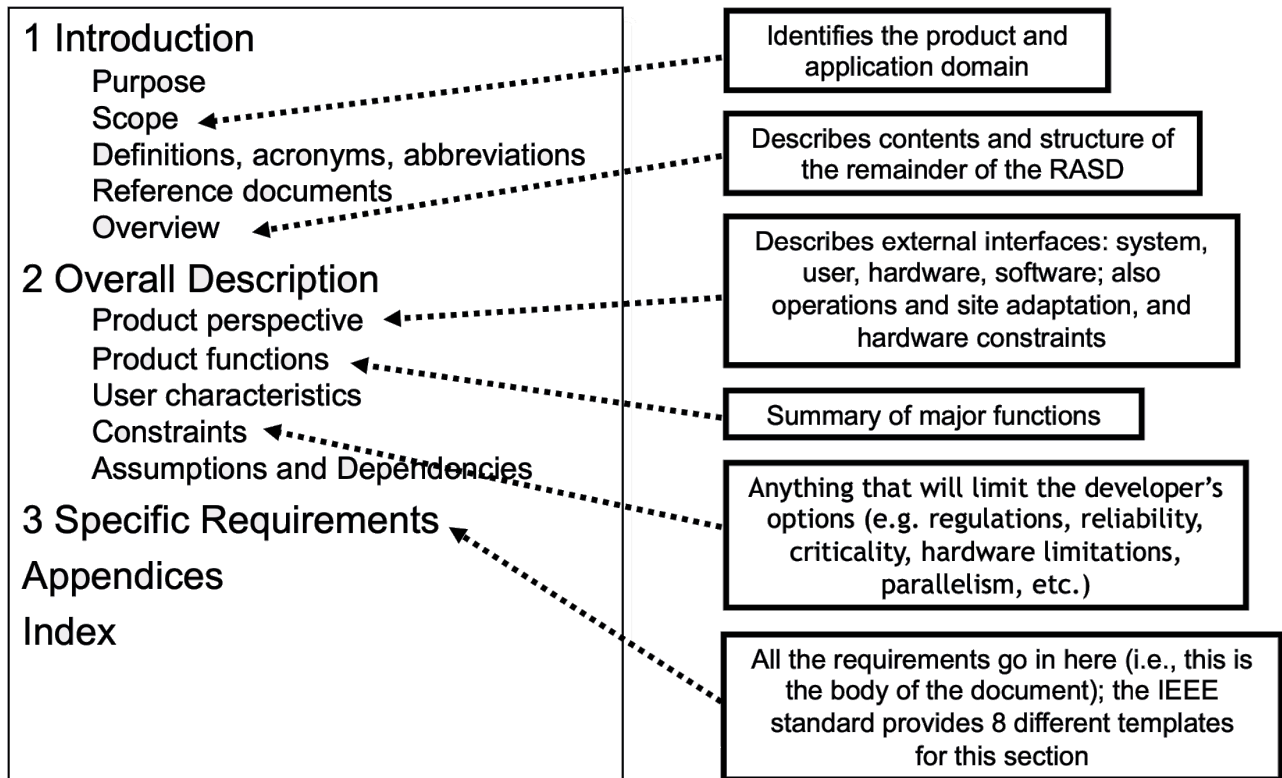 1 Introduction
Purpose
Scope
Definitions, acronyms, abbreviations
Reference documents
Overview
2 Overall Description
Product perspective
Product functions
User characteristics
Constraints
Assumptions and Dependencies
3 Specific Requirements
Appendices
Index
Identifies the product and
application domain
Describes contents and structure of
the remainder of the RASD
Describes external interfaces: system,
user, hardware, software; also
operations and site adaptation, and
hardware constraints
Summary of major functions
Anything that will limit the developer’s
options (e.g. regulations, reliability,
criticality, hardware limitations,
parallelism, etc.)
All the requirements go in here (i.e., this is
the body of the document); the IEEE
standard provides 8 different templates
for this section